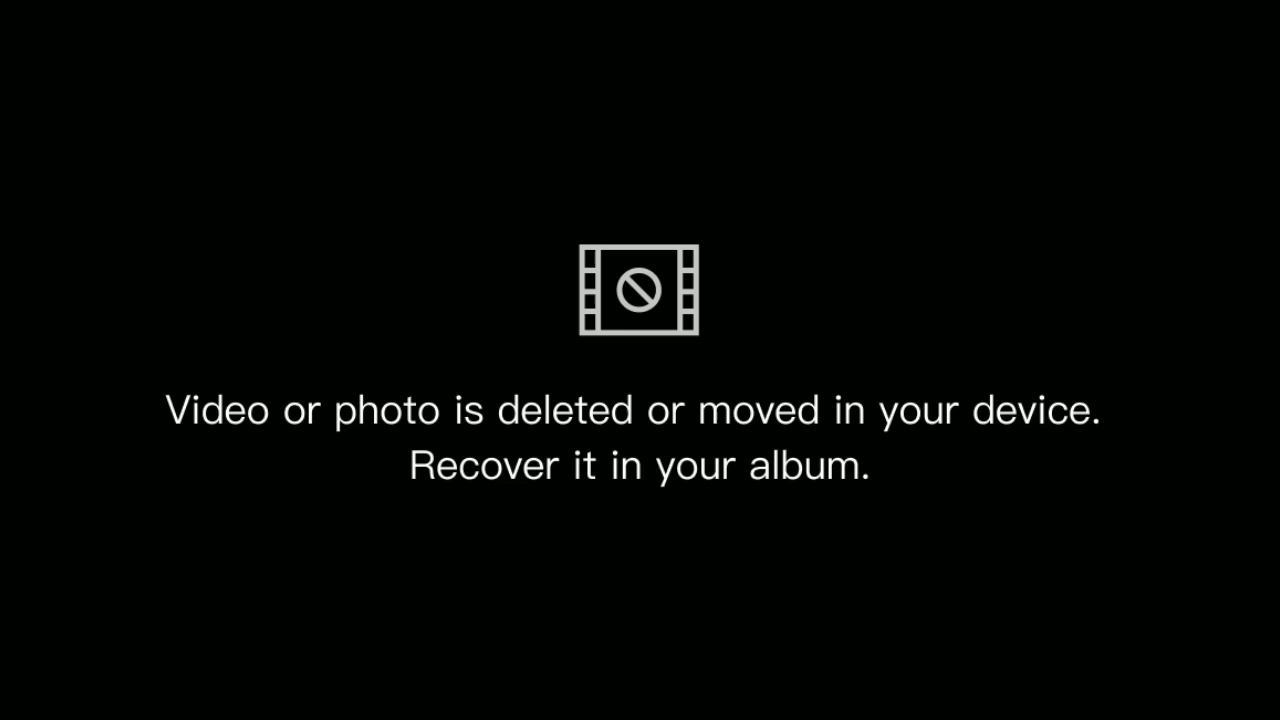 Video or photo is deleted or moved in your device.
Recover it in your album.